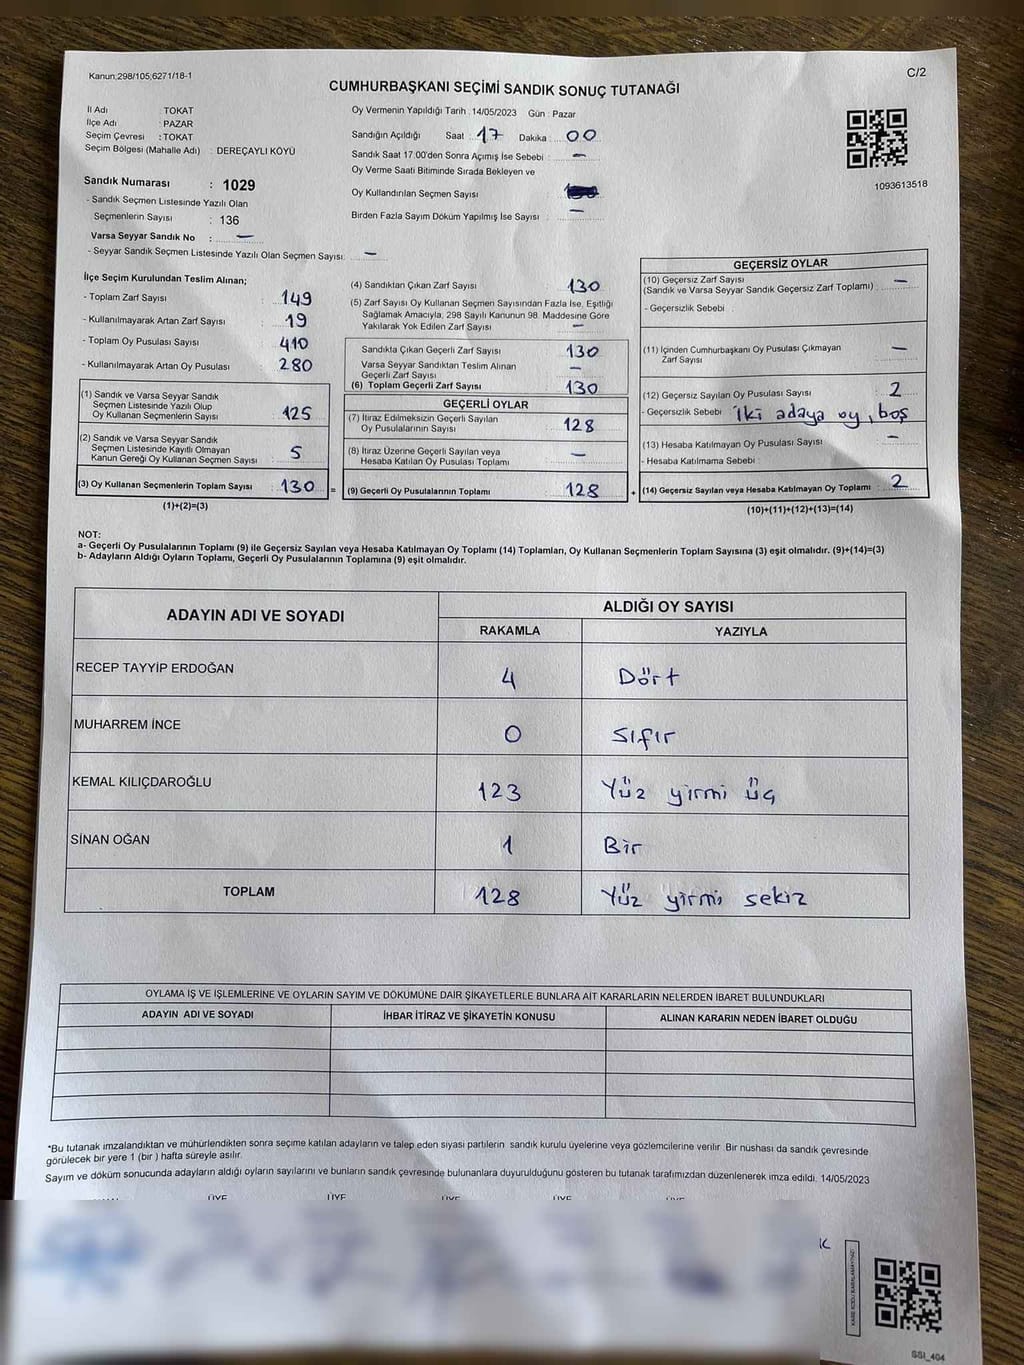 Kanun:298/105;6271/18-1
C/2
CUMHURBAŞKANI SEÇİMİ SANDIK SONUÇ TUTANAĞI
İl Adı : TOKAT
İlçe Adı : PAZAR
Seçim Çevresi : TOKAT
Seçim Bölgesi (Mahalle Adı) : DEREÇAYLI KÖYÜ
Sandık Numarası : 1029
- Sandık Seçmen Listesinde Yazılı Olan
Seçmenlerin Sayısı : 136
Varsa Seyyar Sandık No : —
- Seyyar Sandık Seçmen Listesinde Yazılı Olan Seçmen Sayısı: —
Oy Vermenin Yapıldığı Tarih : 14/05/2023 Gün : Pazar
Sandığın Açıldığı Saat : 17 Dakika : 00
Sandık Saat 17:00'den Sonra Açımış İse Sebebi : —
Oy Verme Saati Bitiminde Sırada Bekleyen ve
Oy Kullandırılan Seçmen Sayısı
Birden Fazla Sayım Döküm Yapılmış İse Sayısı : —
1093613518
İlçe Seçim Kurulundan Teslim Alınan;
- Toplam Zarf Sayısı : 149
- Kullanılmayarak Artan Zarf Sayısı : 19
- Toplam Oy Pusulası Sayısı : 410
- Kullanılmayarak Artan Oy Pusulası : 280
(1) Sandık ve Varsa Seyyar Sandık
Seçmen Listesinde Yazılı Olup
Oy Kullanan Seçmenlerin Sayısı : 125
(2) Sandık ve Varsa Seyyar Sandık
Seçmen Listesinde Kayıtlı Olmayan
Kanun Gereği Oy Kullanan Seçmen Sayısı : 5
(3) Oy Kullanan Seçmenlerin Toplam Sayısı : 130
(1)+(2)=(3)
(4) Sandıktan Çıkan Zarf Sayısı : 130
(5) Zarf Sayısı Oy Kullanan Seçmen Sayısından Fazla İse, Eşitliği
Sağlamak Amacıyla; 298 Sayılı Kanunun 98. Maddesine Göre
Yakılarak Yok Edilen Zarf Sayısı : —
Sandıkta Çıkan Geçerli Zarf Sayısı : 130
Varsa Seyyar Sandıktan Teslim Alınan
Geçerli Zarf Sayısı : —
(6) Toplam Geçerli Zarf Sayısı : 130
GEÇERLİ OYLAR
(7) İtiraz Edilmeksizin Geçerli Sayılan
Oy Pusulalarının Sayısı : 128
(8) İtiraz Üzerine Geçerli Sayılan veya
Hesaba Katılan Oy Pusulası Toplamı : —
= (9) Geçerli Oy Pusulalarının Toplamı : 128
GEÇERSİZ OYLAR
(10) Geçersiz Zarf Sayısı
(Sandık ve Varsa Seyyar Sandık Geçersiz Zarf Toplamı) : —
- Geçersizlik Sebebi :
(11) İçinden Cumhurbaşkanı Oy Pusulası Çıkmayan
Zarf Sayısı : —
(12) Geçersiz Sayılan Oy Pusulası Sayısı : 2
- Geçersizlik Sebebi : İki adaya oy, boş
(13) Hesaba Katılmayan Oy Pusulası Sayısı : —
- Hesaba Katılmama Sebebi :
+ (14) Geçersiz Sayılan veya Hesaba Katılmayan Oy Toplamı : 2
(10)+(11)+(12)+(13)=(14)
NOT:
a- Geçerli Oy Pusulalarının Toplamı (9) ile Geçersiz Sayılan veya Hesaba Katılmayan Oy Toplamı (14) Toplamları, Oy Kullanan Seçmenlerin Toplam Sayısına (3) eşit olmalıdır. (9)+(14)=(3)
b- Adayların Aldığı Oyların Toplamı, Geçerli Oy Pusulalarının Toplamına (9) eşit olmalıdır.
ADAYIN ADI VE SOYADI ALDIĞI OY SAYISI
RAKAMLA YAZIYLA
RECEP TAYYİP ERDOĞAN 4 Dört
MUHARREM İNCE 0 Sıfır
KEMAL KILIÇDAROĞLU 123 Yüz yirmi üç
SİNAN OĞAN 1 Bir
TOPLAM 128 Yüz yirmi sekiz
OYLAMA İŞ VE İŞLEMLERİNE VE OYLARIN SAYIM VE DÖKÜMÜNE DAİR ŞİKAYETLERLE BUNLARA AİT KARARLARIN NELERDEN İBARET BULUNDUKLARI
ADAYIN ADI VE SOYADI İHBAR İTİRAZ VE ŞİKAYETİN KONUSU ALINAN KARARIN NEDEN İBARET OLDUĞU
*Bu tutanak imzalandıktan ve mühürlendikten sonra seçime katılan adayların ve talep eden siyasi partilerin sandık kurulu üyelerine veya gözlemcilerine verilir. Bir nüshası da sandık çevresinde
görülecek bir yere 1 (bir ) hafta süreyle asılır.
Sayım ve döküm sonucunda adayların aldığı oyların sayılarını ve bunların sandık çevresinde bulunanlara duyurulduğunu gösteren bu tutanak tarafımızdan düzenlenerek imza edildi. 14/05/2023
ÜYE ÜYE ÜYE ÜYE ÜYE
SSI_404